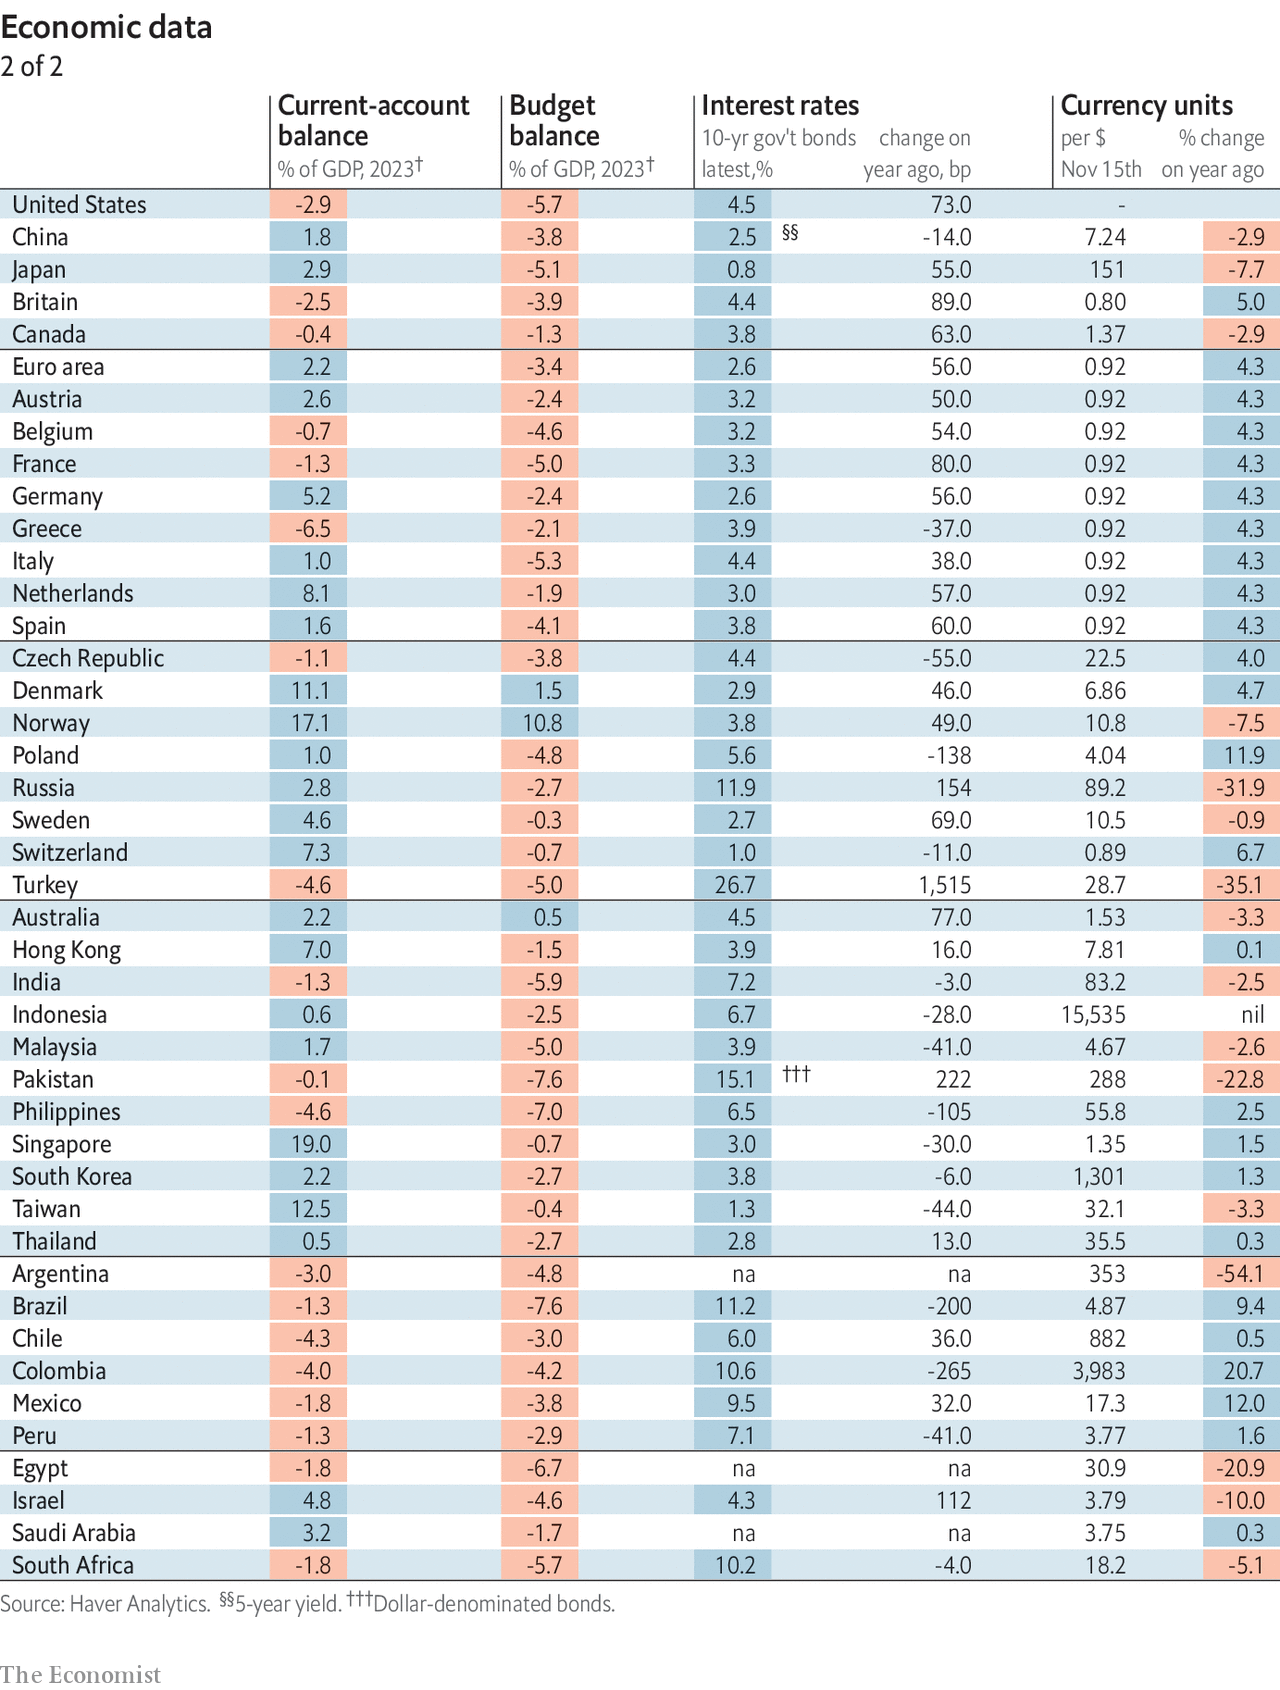 Economic data
2 of 2
Current-account balance % of GDP, 2023† Budget balance % of GDP, 2023† Interest rates 10-yr gov't bonds latest,% change on year ago, bp Currency units per $ Nov 15th % change on year ago
United States -2.9 -5.7 4.5 73.0 -
China 1.8 -3.8 2.5 §§ -14.0 7.24 -2.9
Japan 2.9 -5.1 0.8 55.0 151 -7.7
Britain -2.5 -3.9 4.4 89.0 0.80 5.0
Canada -0.4 -1.3 3.8 63.0 1.37 -2.9
Euro area 2.2 -3.4 2.6 56.0 0.92 4.3
Austria 2.6 -2.4 3.2 50.0 0.92 4.3
Belgium -0.7 -4.6 3.2 54.0 0.92 4.3
France -1.3 -5.0 3.3 80.0 0.92 4.3
Germany 5.2 -2.4 2.6 56.0 0.92 4.3
Greece -6.5 -2.1 3.9 -37.0 0.92 4.3
Italy 1.0 -5.3 4.4 38.0 0.92 4.3
Netherlands 8.1 -1.9 3.0 57.0 0.92 4.3
Spain 1.6 -4.1 3.8 60.0 0.92 4.3
Czech Republic -1.1 -3.8 4.4 -55.0 22.5 4.0
Denmark 11.1 1.5 2.9 46.0 6.86 4.7
Norway 17.1 10.8 3.8 49.0 10.8 -7.5
Poland 1.0 -4.8 5.6 -138 4.04 11.9
Russia 2.8 -2.7 11.9 154 89.2 -31.9
Sweden 4.6 -0.3 2.7 69.0 10.5 -0.9
Switzerland 7.3 -0.7 1.0 -11.0 0.89 6.7
Turkey -4.6 -5.0 26.7 1,515 28.7 -35.1
Australia 2.2 0.5 4.5 77.0 1.53 -3.3
Hong Kong 7.0 -1.5 3.9 16.0 7.81 0.1
India -1.3 -5.9 7.2 -3.0 83.2 -2.5
Indonesia 0.6 -2.5 6.7 -28.0 15,535 nil
Malaysia 1.7 -5.0 3.9 -41.0 4.67 -2.6
Pakistan -0.1 -7.6 15.1 ††† 222 288 -22.8
Philippines -4.6 -7.0 6.5 -105 55.8 2.5
Singapore 19.0 -0.7 3.0 -30.0 1.35 1.5
South Korea 2.2 -2.7 3.8 -6.0 1,301 1.3
Taiwan 12.5 -0.4 1.3 -44.0 32.1 -3.3
Thailand 0.5 -2.7 2.8 13.0 35.5 0.3
Argentina -3.0 -4.8 na na 353 -54.1
Brazil -1.3 -7.6 11.2 -200 4.87 9.4
Chile -4.3 -3.0 6.0 36.0 882 0.5
Colombia -4.0 -4.2 10.6 -265 3,983 20.7
Mexico -1.8 -3.8 9.5 32.0 17.3 12.0
Peru -1.3 -2.9 7.1 -41.0 3.77 1.6
Egypt -1.8 -6.7 na na 30.9 -20.9
Israel 4.8 -4.6 4.3 112 3.79 -10.0
Saudi Arabia 3.2 -1.7 na na 3.75 0.3
South Africa -1.8 -5.7 10.2 -4.0 18.2 -5.1
Source: Haver Analytics. §§5-year yield. †††Dollar-denominated bonds.
The Economist